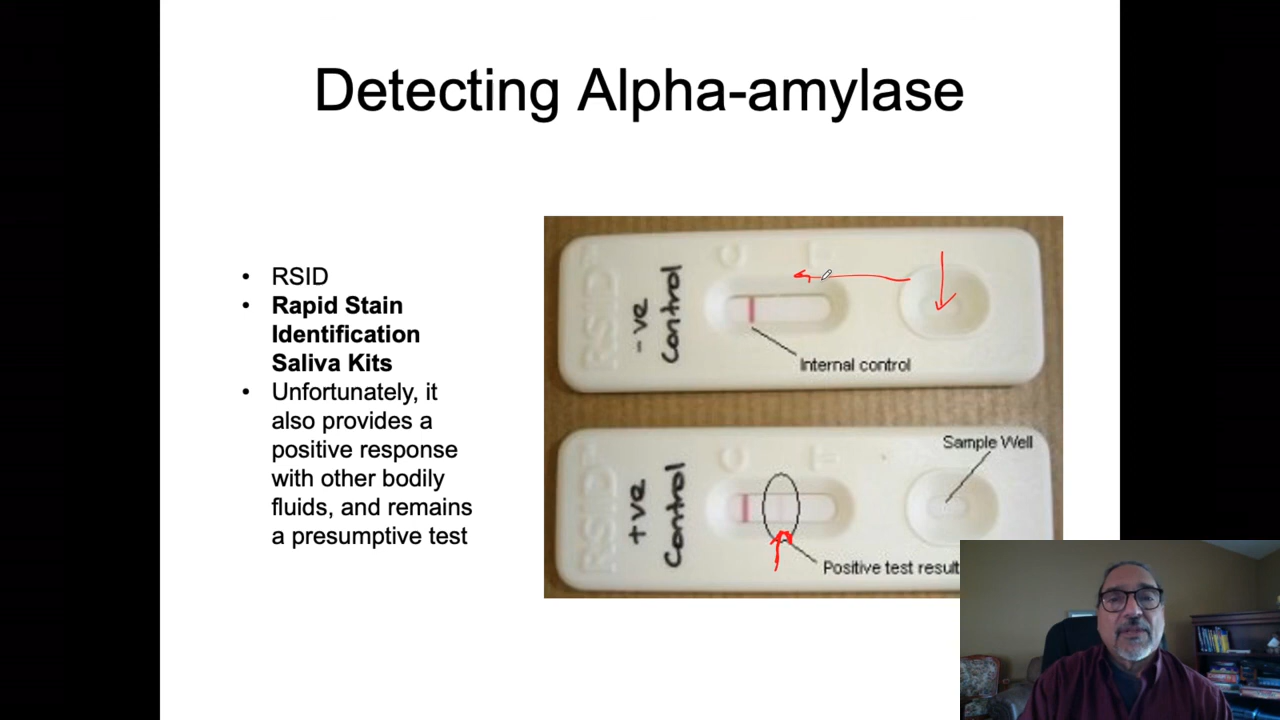 Detecting Alpha-amylase
• RSID
• Rapid Stain
Identification
Saliva Kits
• Unfortunately, it
also provides a
positive response
with other bodily
fluids, and remains
a presumptive test
RSID
-ve
Control
C
T
Internal control
RSID
+ve
Control
C
T
Sample Well
Positive test result